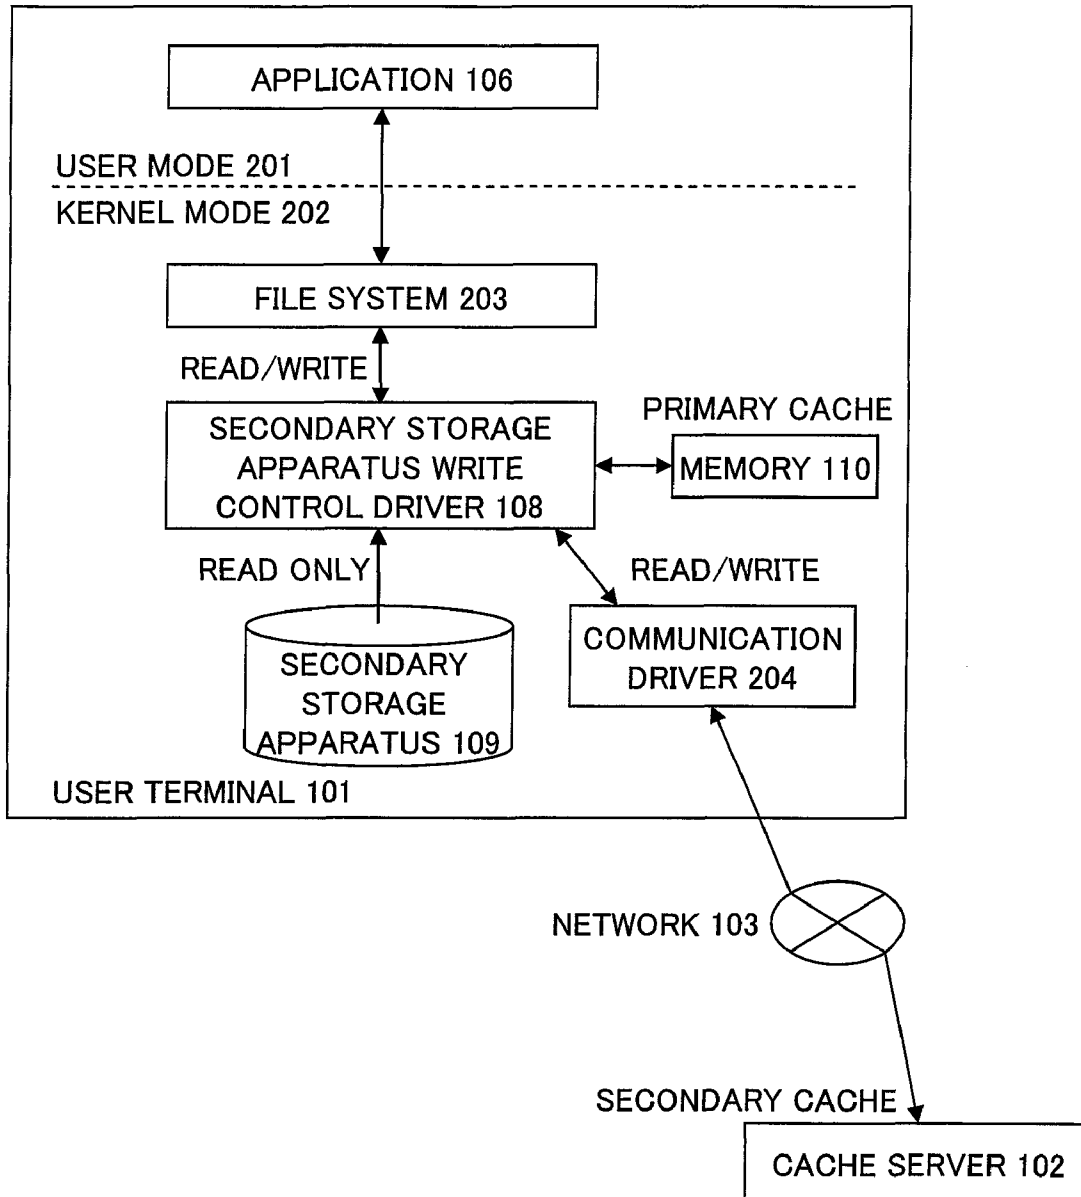 APPLICATION 106
USER MODE 201
KERNEL MODE 202
FILE SYSTEM 203
READ/WRITE
PRIMARY CACHE
SECONDARY STORAGE
APPARATUS WRITE
CONTROL DRIVER 108
MEMORY 110
READ ONLY
READ/WRITE
COMMUNICATION
DRIVER 204
SECONDARY
STORAGE
APPARATUS 109
USER TERMINAL 101
NETWORK 103
SECONDARY CACHE
CACHE SERVER 102